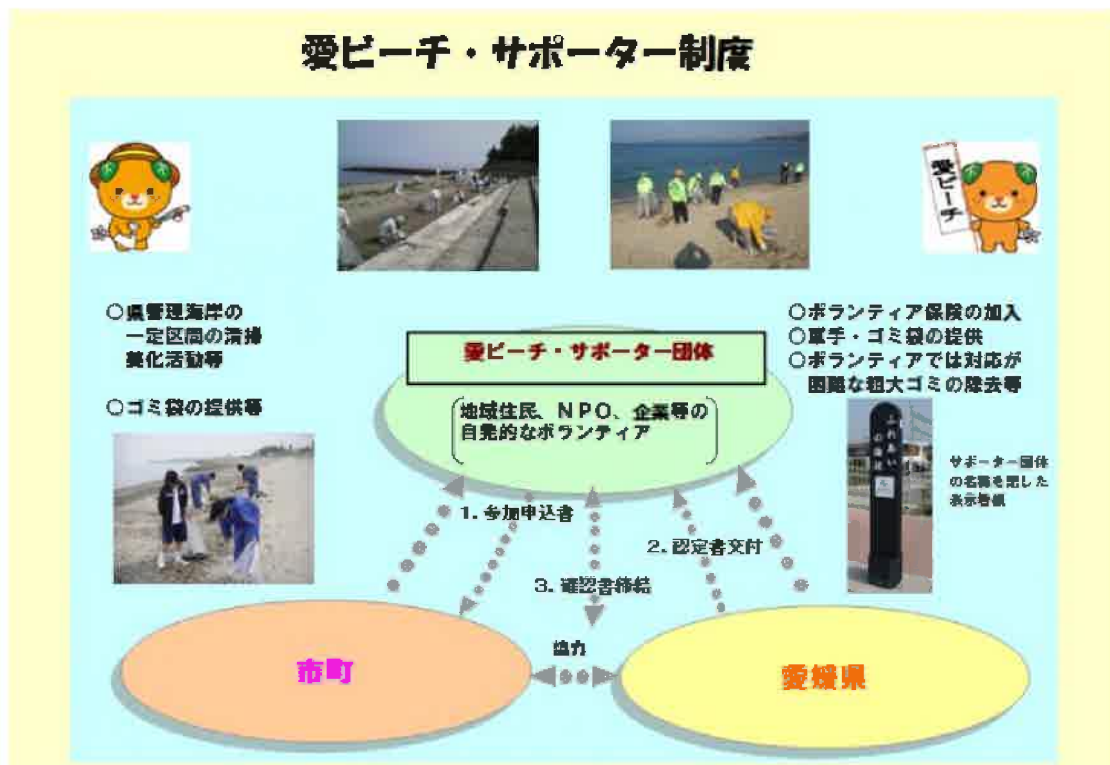 愛ビーチ・サポーター制度
愛ビーチ
○県管理海岸の
一定区間の清掃
美化活動等
○ゴミ袋の提供等
○ボランティア保険の加入
○軍手・ゴミ袋の提供
○ボランティアでは対応が
困難な粗大ゴミの除去等
愛ビーチ・サポーター団体
地域住民、NPO、企業等の
自発的なボランティア
ふれあい
の海辺
サポーター団体
の名称を記した
表示看板
1. 参加申込書
2. 認定書交付
3. 確認書締結
協力
市町
愛媛県